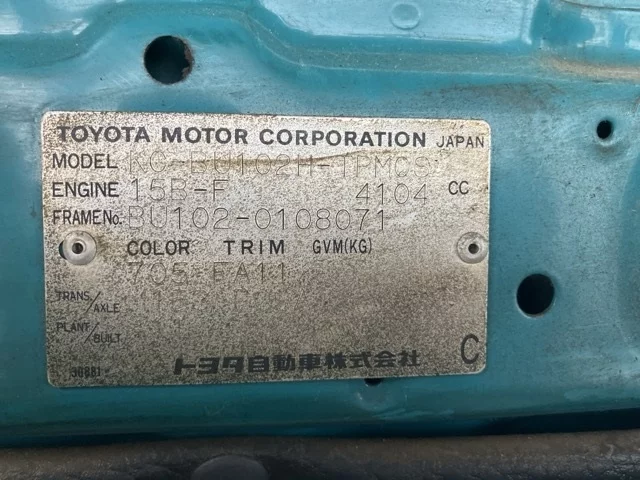 TOYOTA MOTOR CORPORATION JAPAN
MODEL KC-BU102H-TPMCS
ENGINE 15B-F 4104 CC
FRAME No. BU102-0108071
COLOR TRIM GVM(KG)
705 FA11
TRANS/AXLE
PLANT/BUILT
トヨタ自動車株式会社 C